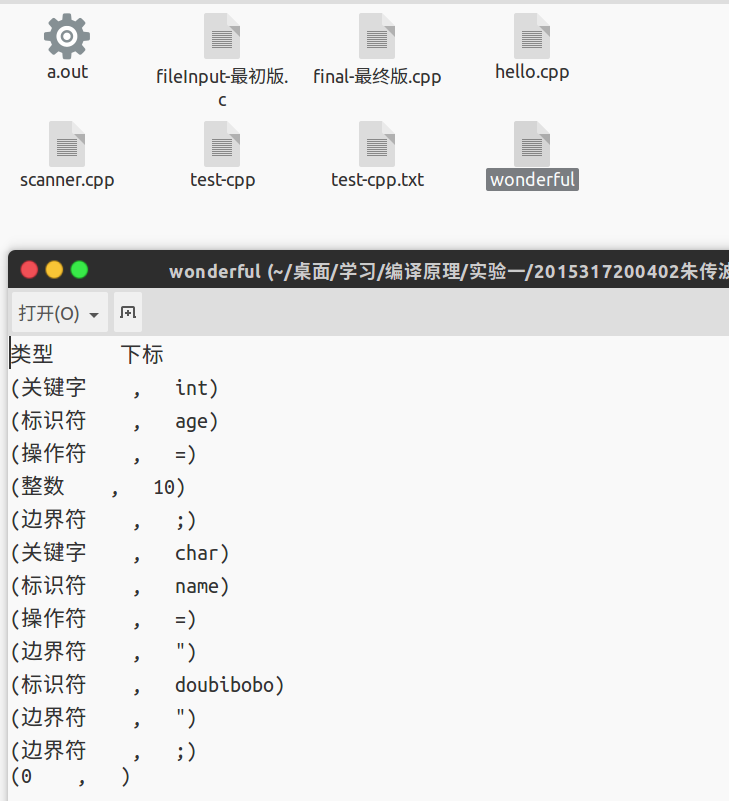 a.out
fileInput-最初版.
c
final-最终版.cpp
hello.cpp
scanner.cpp
test-cpp
test-cpp.txt
wonderful
wonderful (~/桌面/学习/编译原理/实验一/2015317200402朱传波
打开(O)
类型 下标
(关键字 , int)
(标识符 , age)
(操作符 , =)
(整数 , 10)
(边界符 , ;)
(关键字 , char)
(标识符 , name)
(操作符 , =)
(边界符 , ")
(标识符 , doubibobo)
(边界符 , ")
(边界符 , ;)
(0 , )